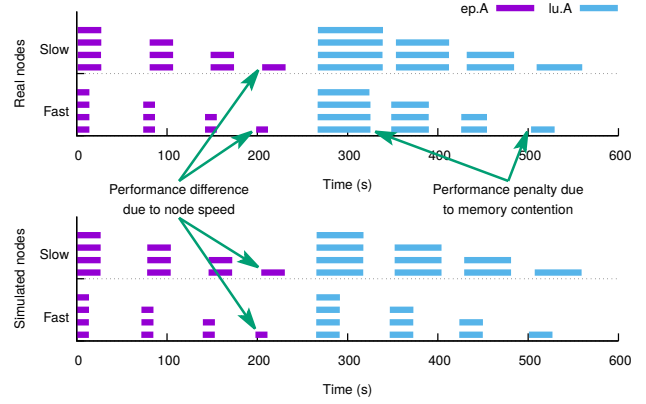 ep.A lu.A
Real nodes
Slow
Fast
0 100 200 300 400 500 600
Time (s)
Performance difference
due to node speed
Performance penalty due
to memory contention
Simulated nodes
Slow
Fast
0 100 200 300 400 500 600
Time (s)